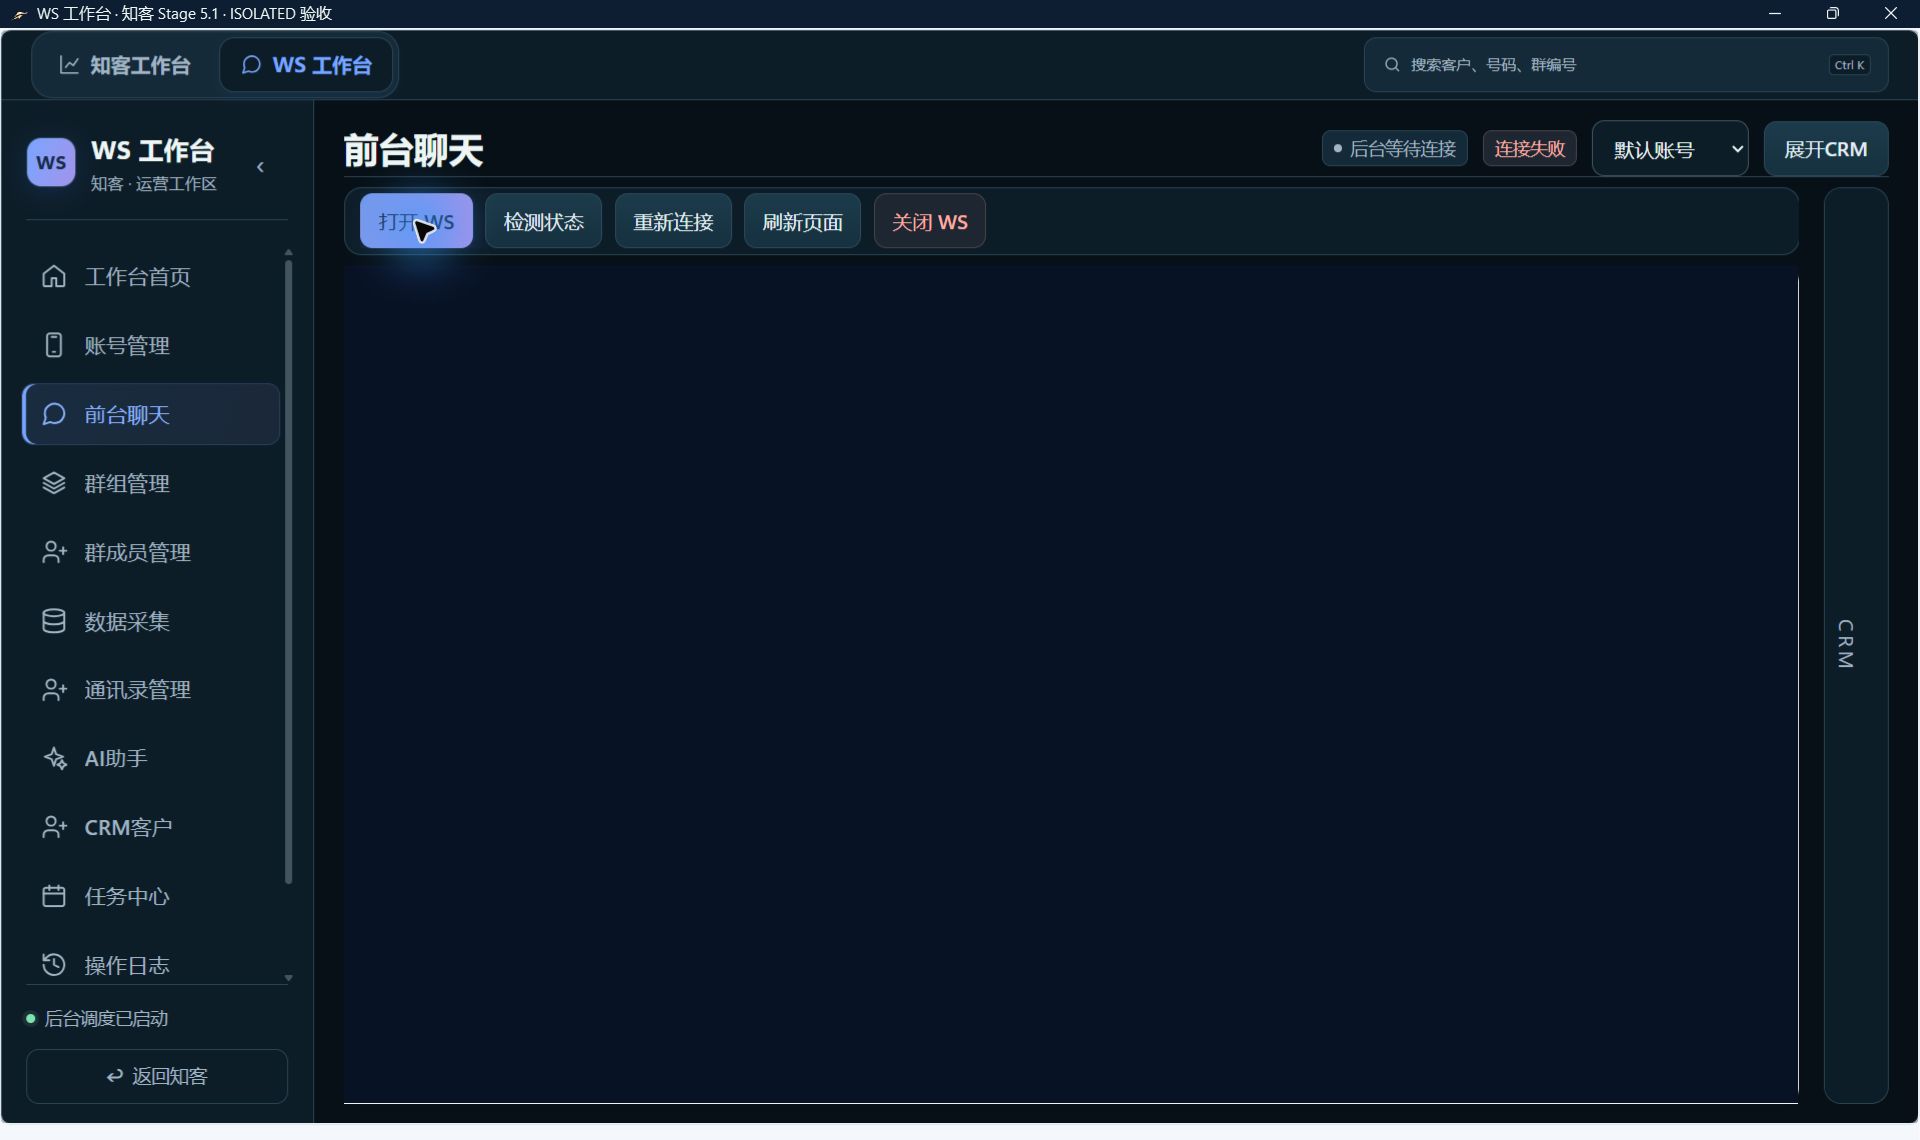 WS 工作台 · 知客 Stage 5.1 · ISOLATED 验收
知客工作台
WS 工作台
搜索客户、号码、群编号
Ctrl K
WS
WS 工作台
知客 · 运营工作区
前台聊天
后台等待连接
连接失败
默认账号
展开CRM
打开 WS
检测状态
重新连接
刷新页面
关闭 WS
工作台首页
账号管理
前台聊天
群组管理
群成员管理
数据采集
通讯录管理
AI助手
CRM客户
任务中心
操作日志
后台调度已启动
返回知客
CRM